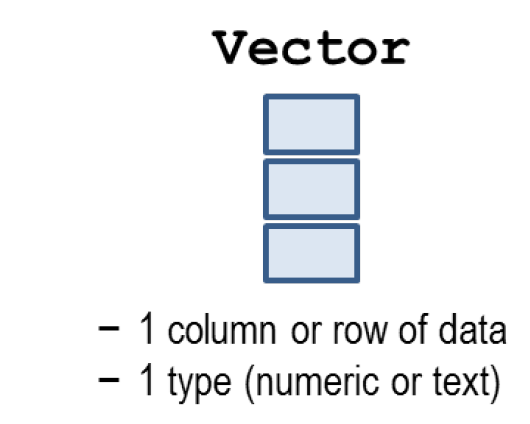 Vector
– 1 column or row of data
– 1 type (numeric or text)